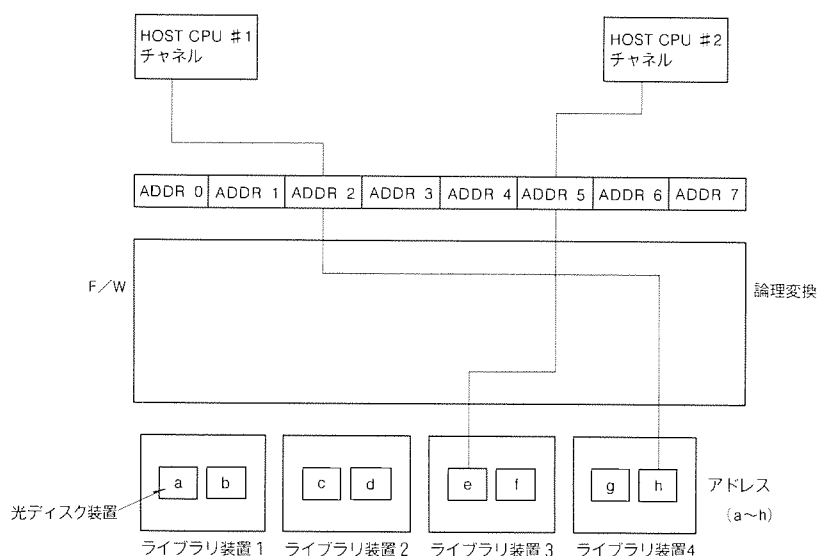 HOST CPU #1
チャネル
HOST CPU #2
チャネル
ADDR 0 ADDR 1 ADDR 2 ADDR 3 ADDR 4 ADDR 5 ADDR 6 ADDR 7
F/W
論理変換
a b c d e f g h
アドレス
(a~h)
光ディスク装置
ライブラリ装置1 ライブラリ装置2 ライブラリ装置3 ライブラリ装置4